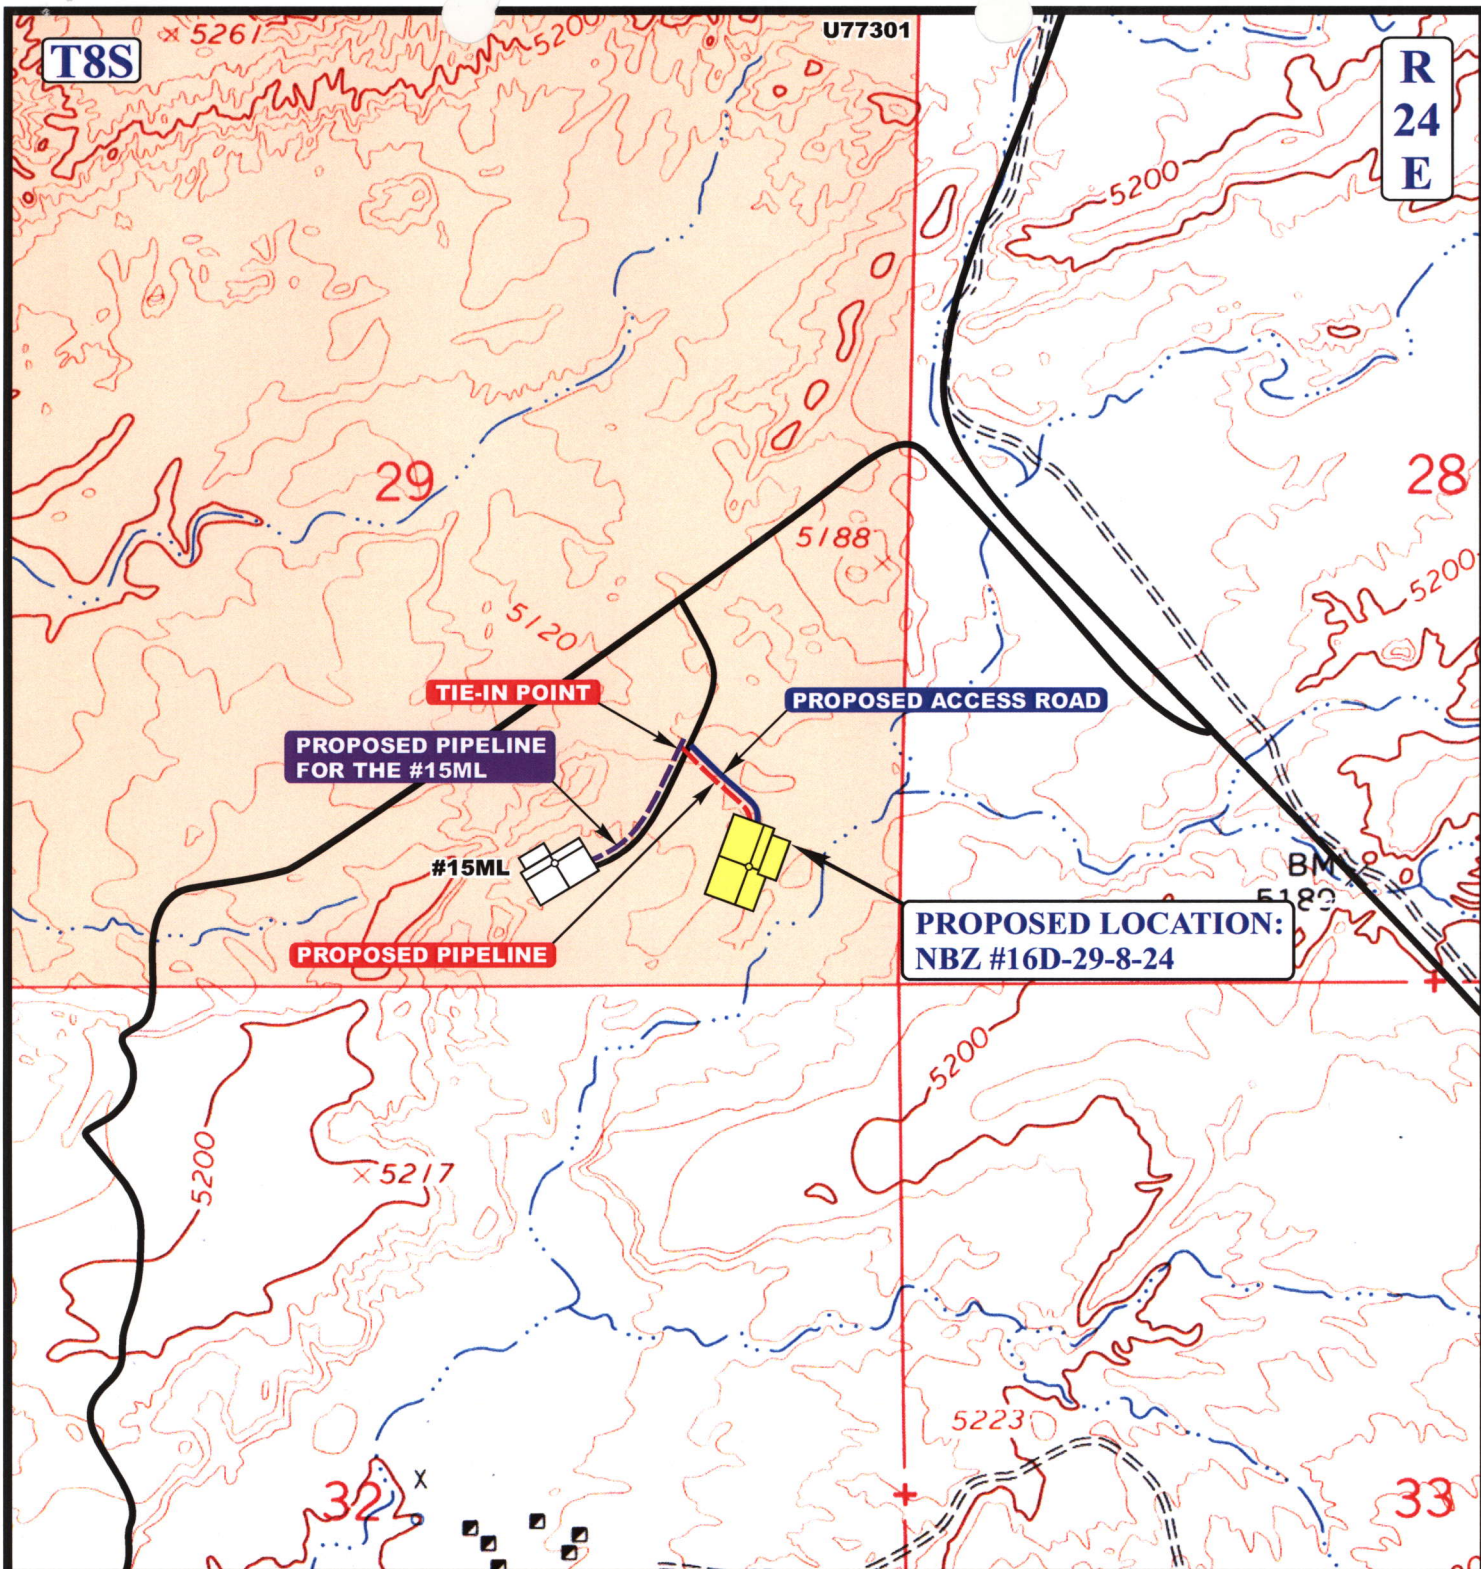 5261
5200
U77301
T8S
R
24
E
5200
29
28
5188
5200
5120
TIE-IN POINT
PROPOSED ACCESS ROAD
PROPOSED PIPELINE
FOR THE #15ML
#15ML
BM
5189
PROPOSED LOCATION:
NBZ #16D-29-8-24
PROPOSED PIPELINE
5200
5200
×5217
5223
32
X
33